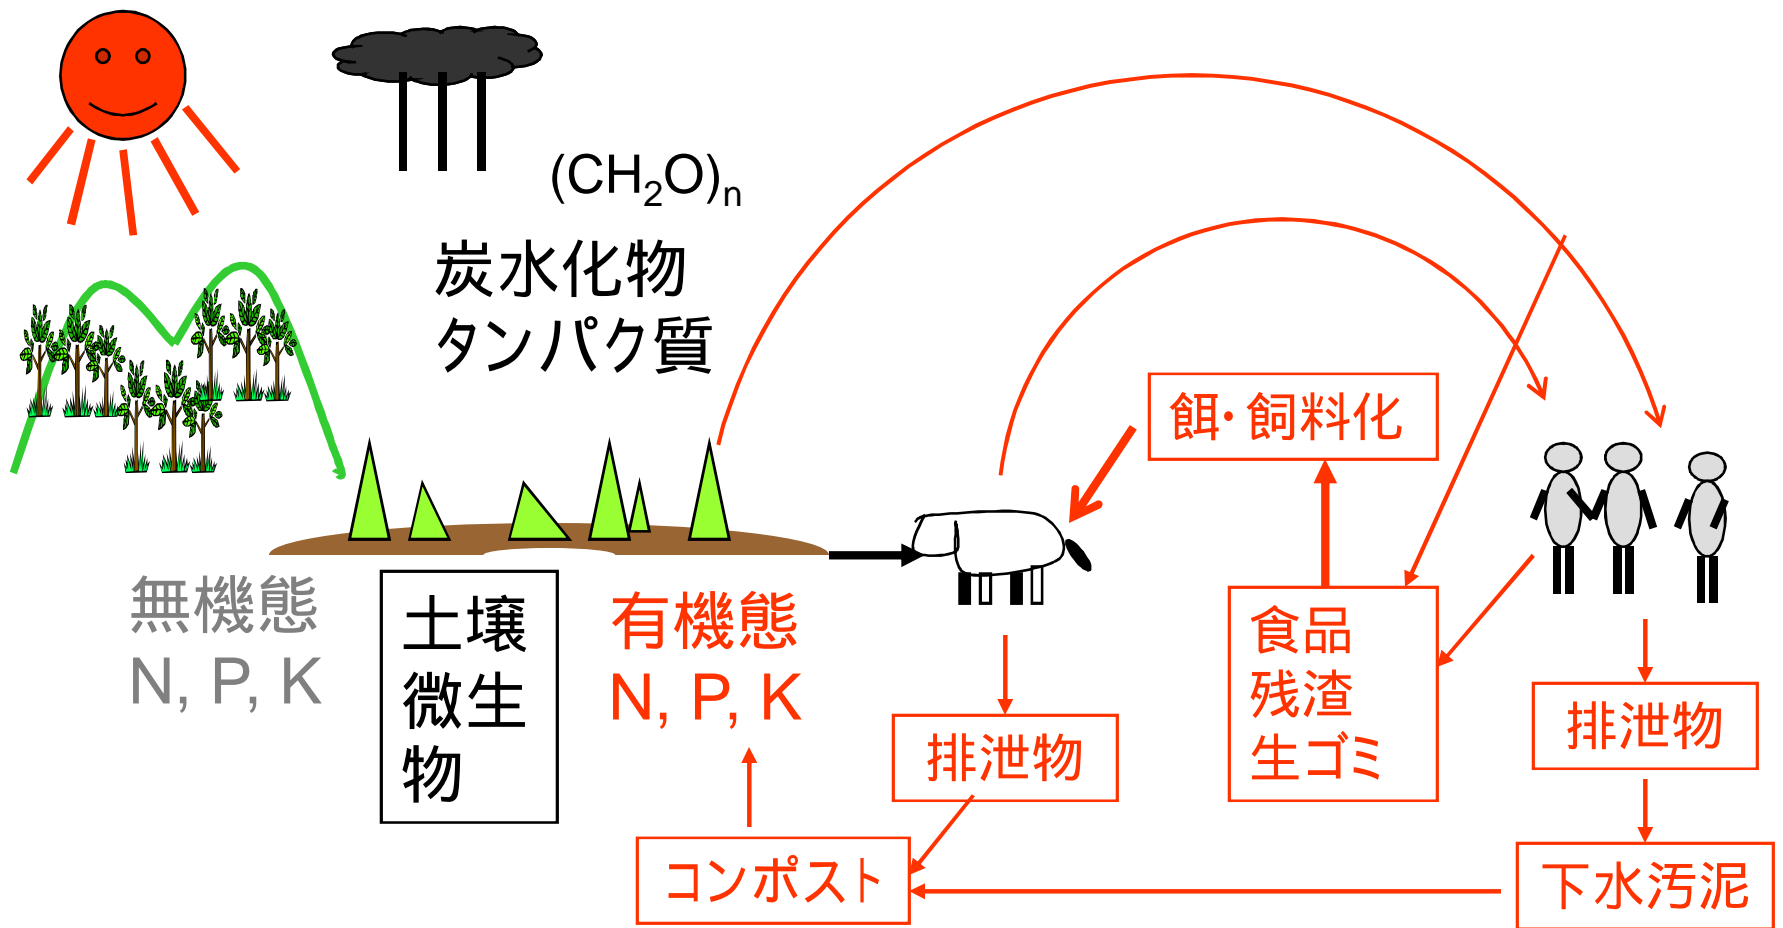 (CH₂O)ₙ
炭水化物
タンパク質
餌・飼料化
無機態
N, P, K
土壌
微生
物
有機態
N, P, K
食品
残渣
生ゴミ
排泄物
排泄物
コンポスト
下水汚泥